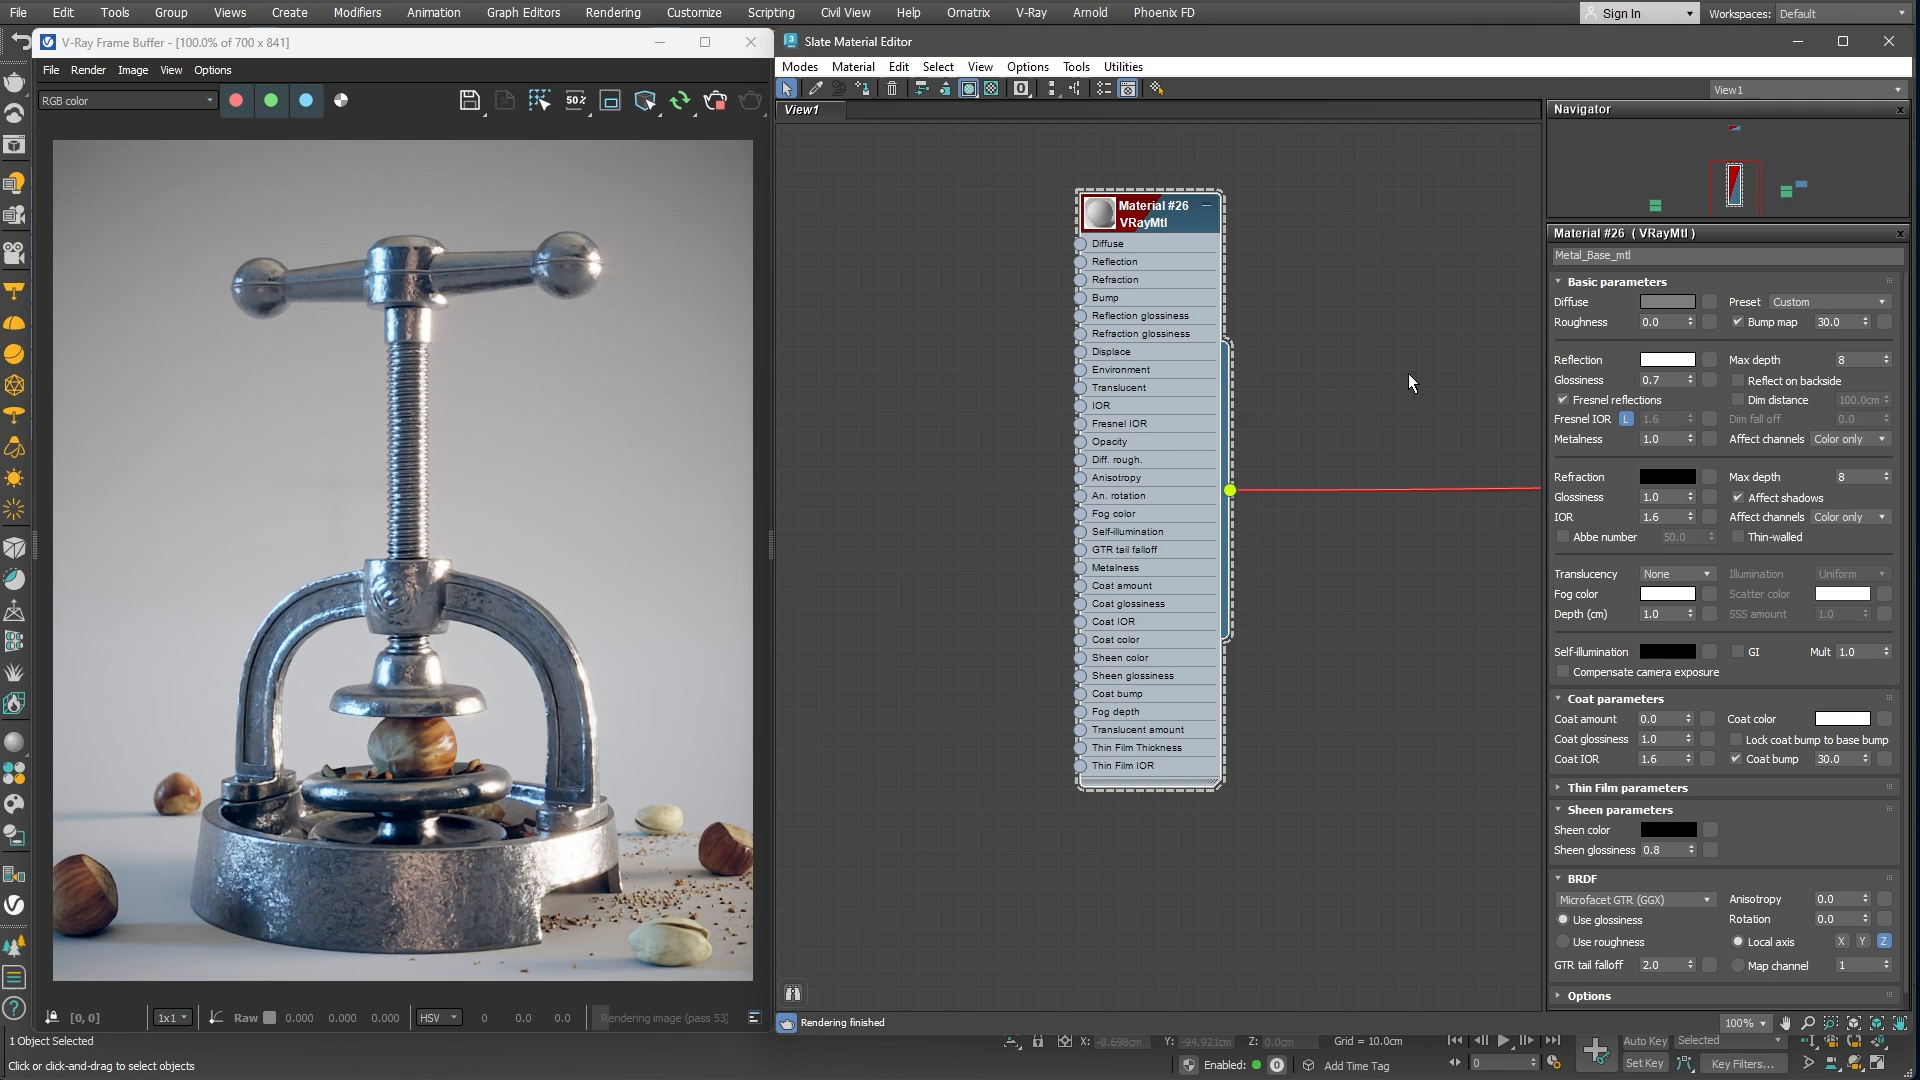 File Edit Tools Group Views Create Modifiers Animation Graph Editors Rendering Customize Scripting Civil View Help Ornatrix V-Ray Arnold Phoenix FD Sign In Workspaces: Default
V-Ray Frame Buffer - [100.0% of 700 x 841]
File Render Image View Options
RGB color
50%
Slate Material Editor
Modes Material Edit Select View Options Tools Utilities
0
View1
View1
Material #26
VRayMtl
Diffuse
Reflection
Refraction
Bump
Reflection glossiness
Refraction glossiness
Displace
Environment
Translucent
IOR
Fresnel IOR
Opacity
Diff. rough.
Anisotropy
An. rotation
Fog color
Self-illumination
GTR tail falloff
Metalness
Coat amount
Coat glossiness
Coat IOR
Coat color
Sheen color
Sheen glossiness
Coat bump
Fog depth
Translucent amount
Thin Film Thickness
Thin Film IOR
Navigator
Material #26 ( VRayMtl )
Metal_Base_mtl
Basic parameters
Diffuse Preset Custom
Roughness 0.0 Bump map 30.0
Reflection Max depth 8
Glossiness 0.7 Reflect on backside
Fresnel reflections Dim distance 100.0cm
Fresnel IOR L 1.6 Dim fall off 0.0
Metalness 1.0 Affect channels Color only
Refraction Max depth 8
Glossiness 1.0 Affect shadows
IOR 1.6 Affect channels Color only
Abbe number 50.0 Thin-walled
Translucency None Illumination Uniform
Fog color Scatter color
Depth (cm) 1.0 SSS amount 1.0
Self-illumination GI Mult 1.0
Compensate camera exposure
Coat parameters
Coat amount 0.0 Coat color
Coat glossiness 1.0 Lock coat bump to base bump
Coat IOR 1.6 Coat bump 30.0
Thin Film parameters
Sheen parameters
Sheen color
Sheen glossiness 0.8
BRDF
Microfacet GTR (GGX) Anisotropy 0.0
Use glossiness Rotation 0.0
Use roughness Local axis X Y Z
GTR tail falloff 2.0 Map channel 1
Options
[0, 0] 1x1 Raw 0.000 0.000 0.000 HSV 0 0.0 0.0 Rendering image (pass 53)
Rendering finished
100%
1 Object Selected
X: -8.698cm Y: -94.921cm Z: 0.0cm Grid = 10.0cm
Auto Key Selected
Click or click-and-drag to select objects
Enabled: 0 Add Time Tag
0
Set Key Key Filters...